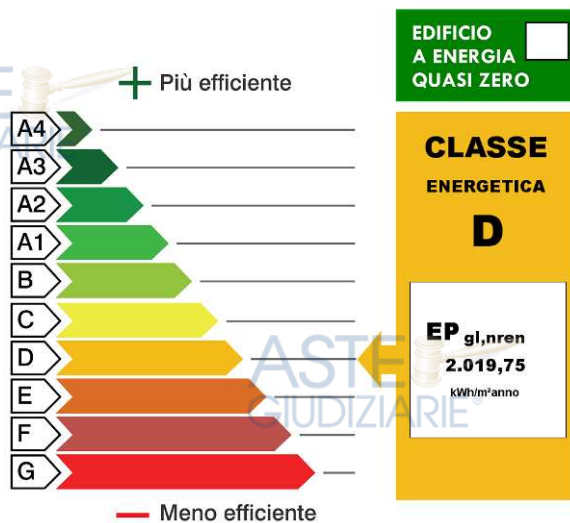 EDIFICIO
A ENERGIA
QUASI ZERO
+ Più efficiente
A4
A3
A2
A1
B
C
D
E
F
G
— Meno efficiente
CLASSE
ENERGETICA
D
EP gl,nren
2.019,75
kWh/m²anno
ASTE
GIUDIZIARIE®